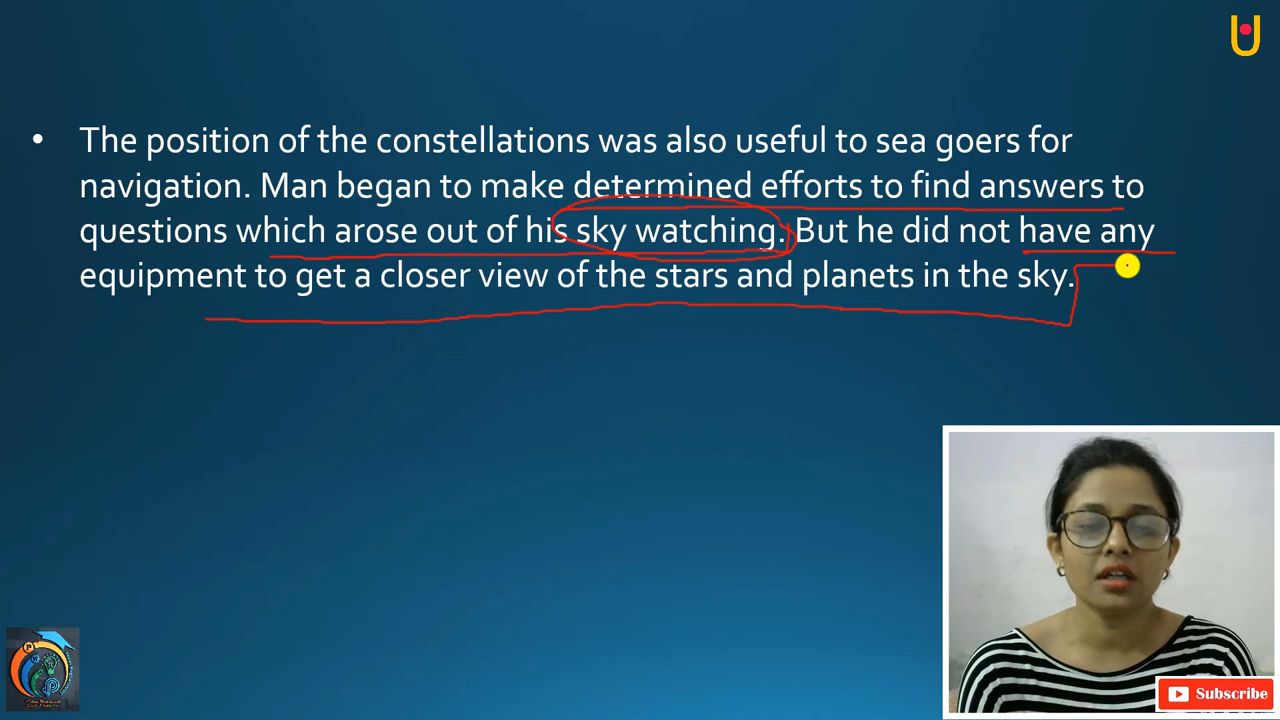 • The position of the constellations was also useful to sea goers for
navigation. Man began to make determined efforts to find answers to
questions which arose out of his sky watching. But he did not have any
equipment to get a closer view of the stars and planets in the sky.
Subscribe